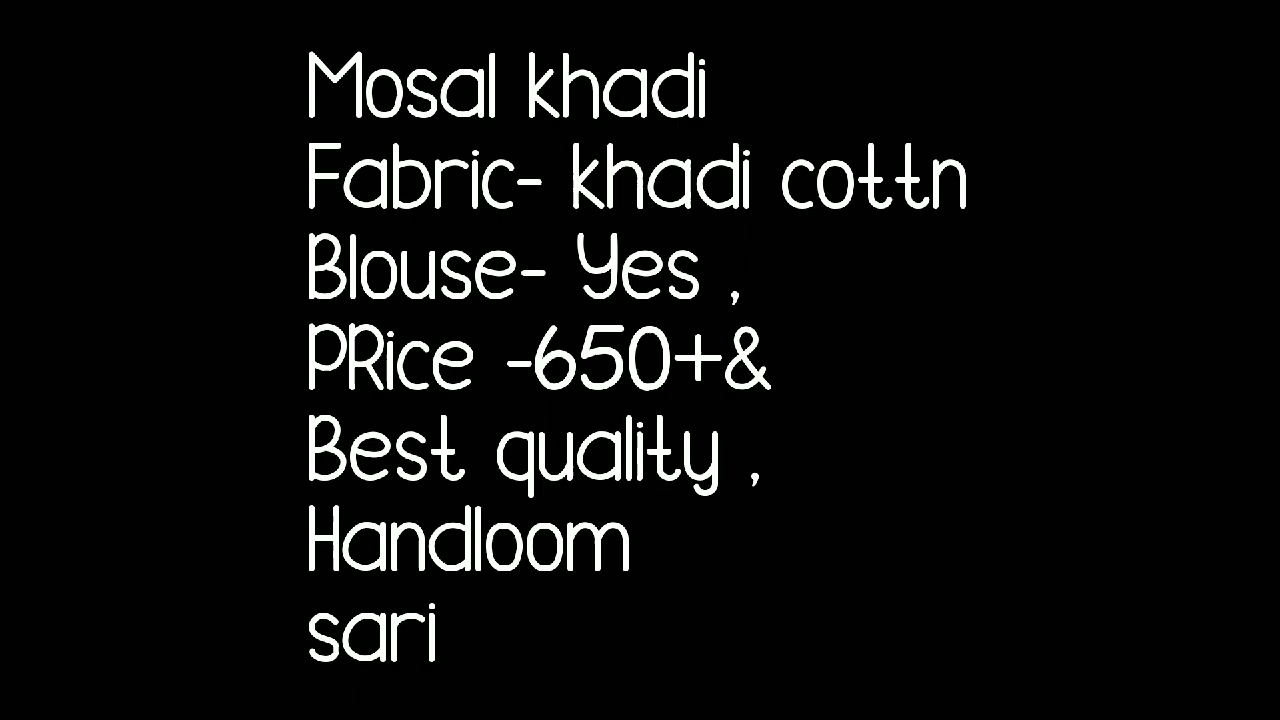 Mosal khadi
Fabric- khadi cottn
Blouse- Yes ,
PRice -650+&
Best quality ,
Handloom
sari